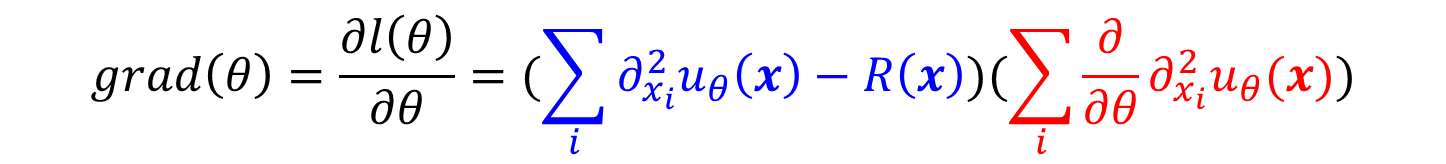 grad(θ) = ∂l(θ)/∂θ = (∑_i ∂²_{x_i} u_θ(x) − R(x))(∑_i ∂/∂θ ∂²_{x_i} u_θ(x))